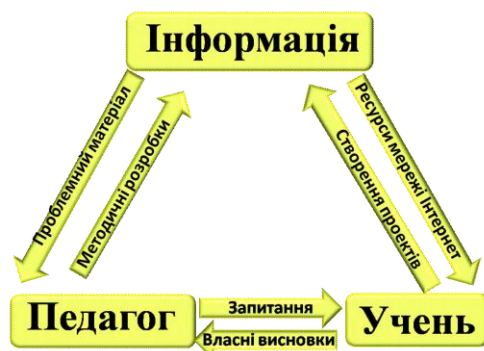 Інформація
Проблемний матеріал
Методичні розробки
Створення проектів
Ресурси мережі Інтернет
Педагог
Запитання
Власні висновки
Учень